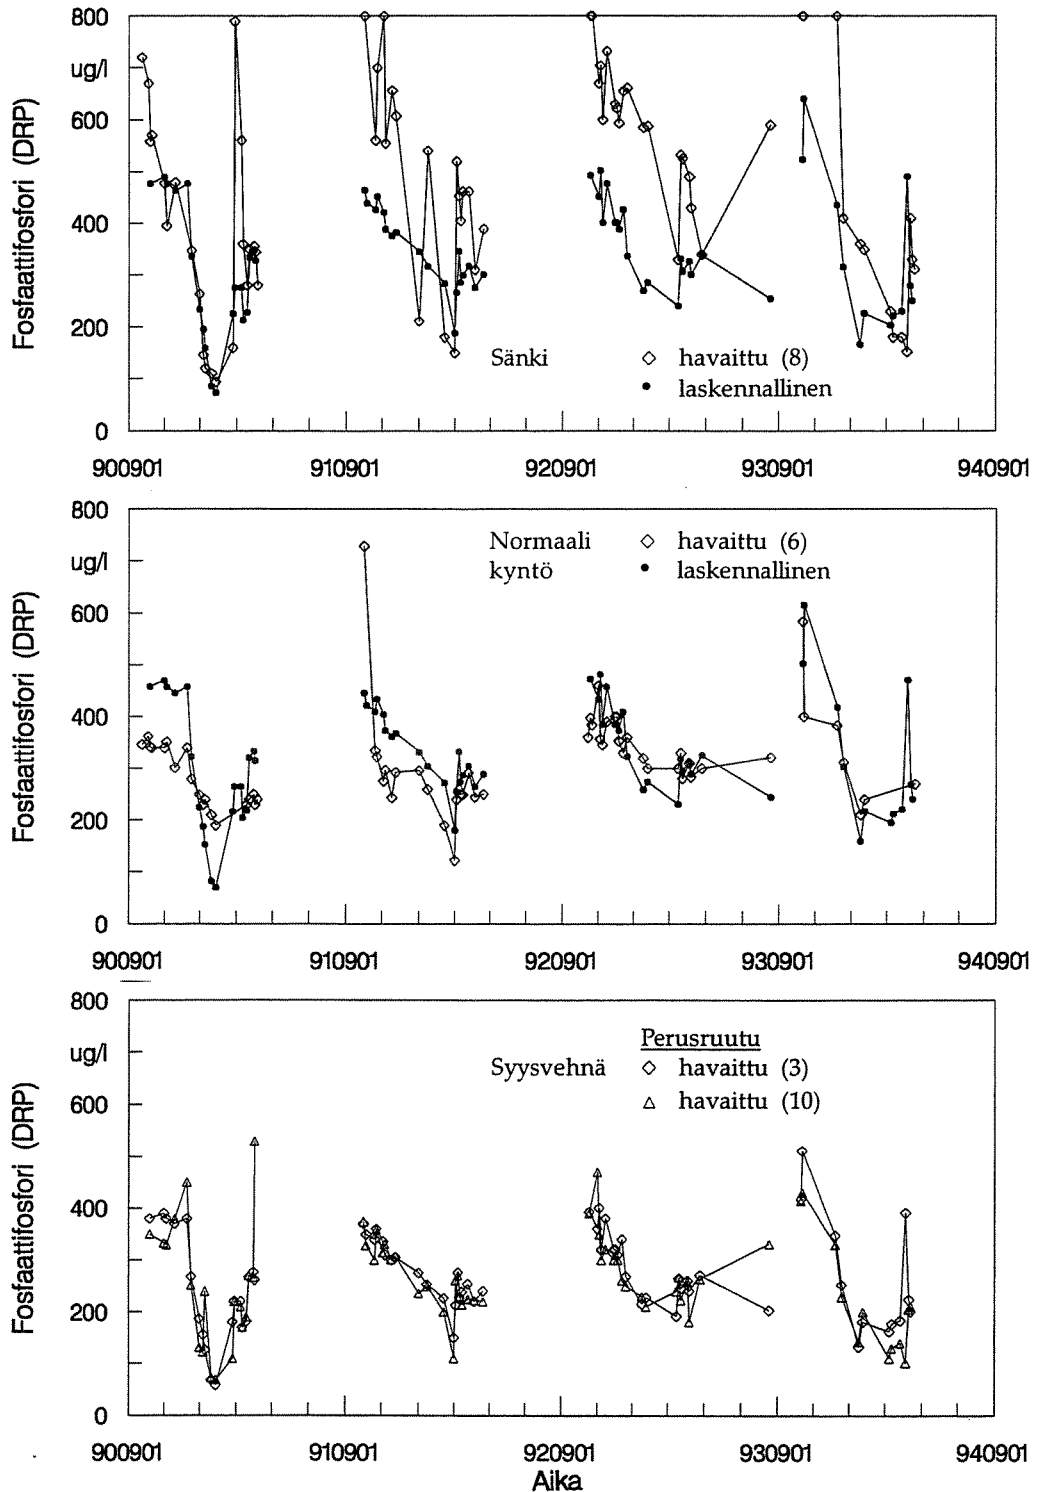 800
ug/l
600
400
200
0
Fosfaattifosfori (DRP)
Sänki
havaittu (8)
laskennallinen
900901 910901 920901 930901 940901
800
ug/l
600
400
200
0
Fosfaattifosfori (DRP)
Normaali
kyntö
havaittu (6)
laskennallinen
900901 910901 920901 930901 940901
800
ug/l
600
400
200
0
Fosfaattifosfori (DRP)
Perusruutu
Syysvehnä
havaittu (3)
havaittu (10)
900901 910901 920901 930901 940901
Aika